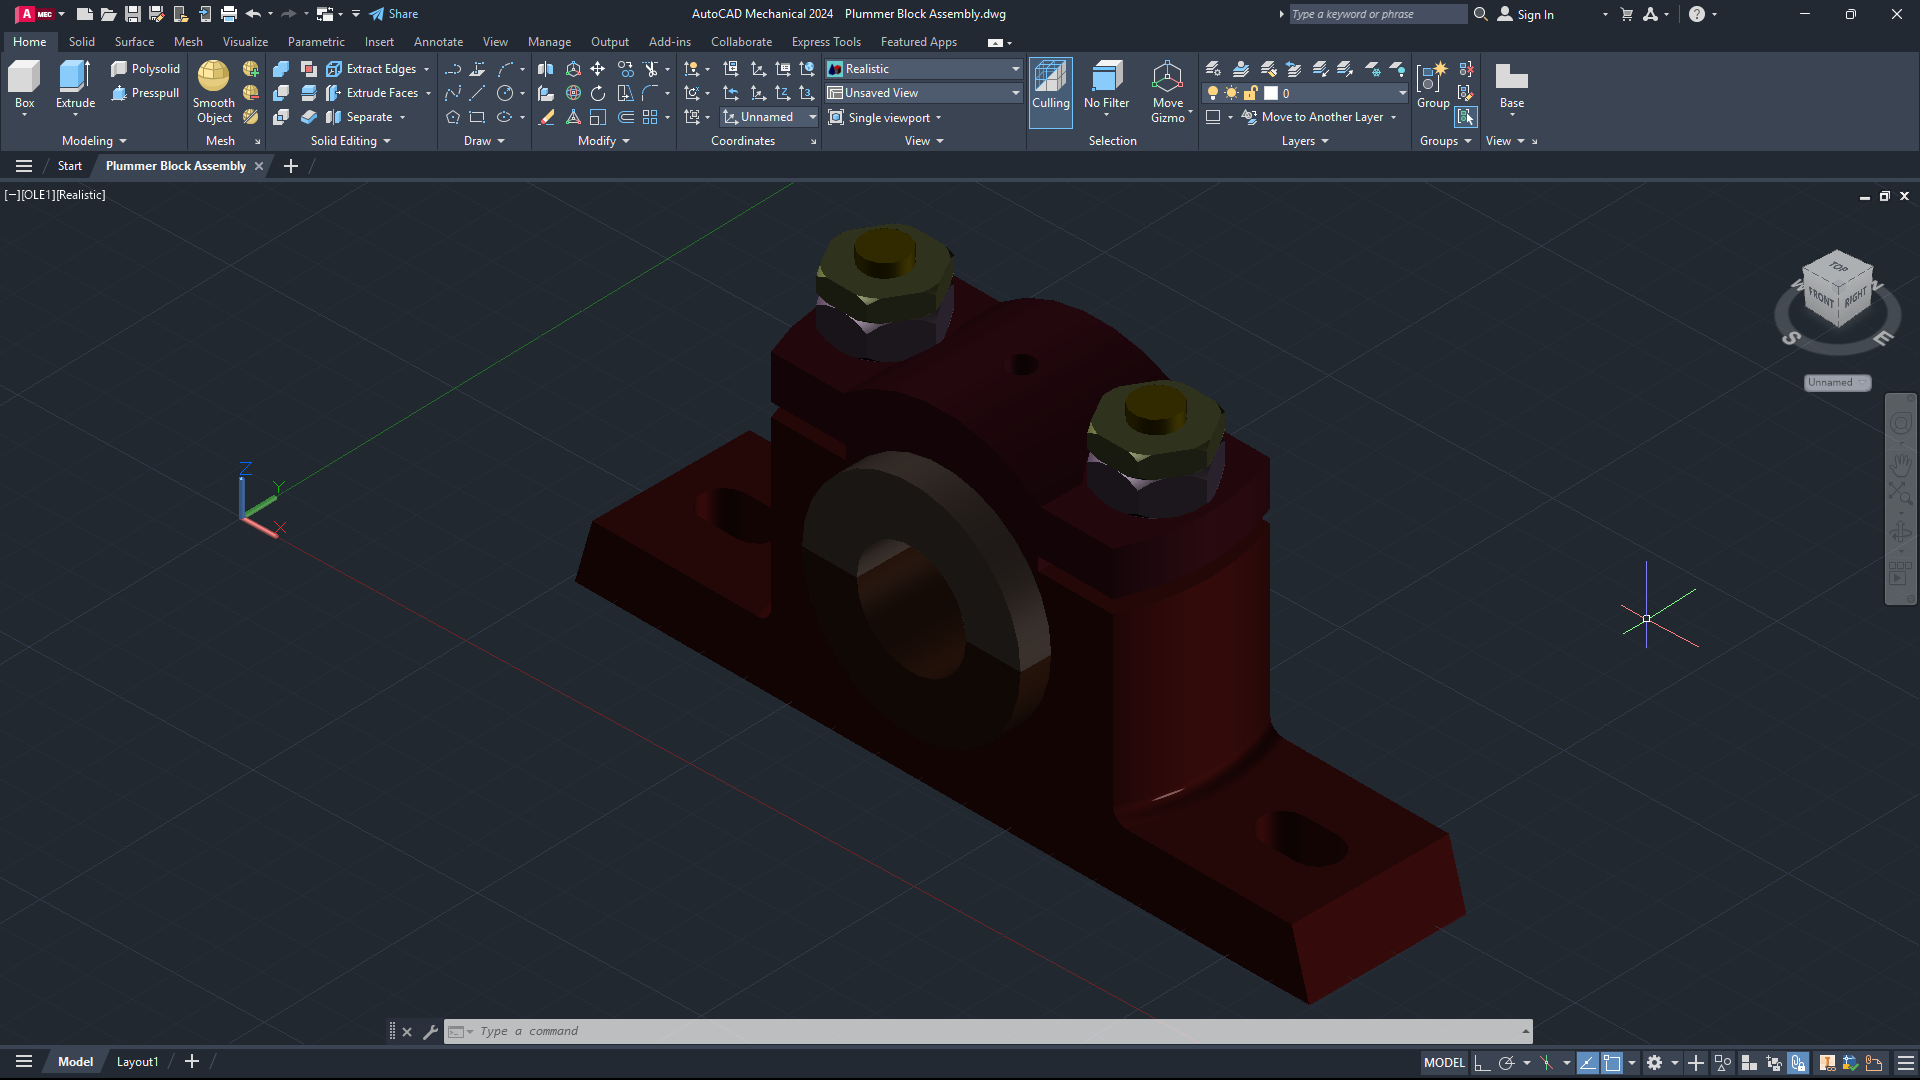 A MEC Share AutoCAD Mechanical 2024 Plummer Block Assembly.dwg Type a keyword or phrase Sign In
Home Solid Surface Mesh Visualize Parametric Insert Annotate View Manage Output Add-ins Collaborate Express Tools Featured Apps
Box
Extrude
Polysolid
Presspull
Smooth
Object
Extract Edges
Extrude Faces
Separate
Unnamed
Realistic
Unsaved View
Single viewport
Culling
No Filter
Move
Gizmo
0
Move to Another Layer
Group
Base
Modeling Mesh Solid Editing Draw Modify Coordinates View Selection Layers Groups View
Start Plummer Block Assembly
[−][OLE1][Realistic]
TOP
FRONT
RIGHT
W
N
S
E
Unnamed
Z
Y
X
Type a command
Model Layout1 MODEL